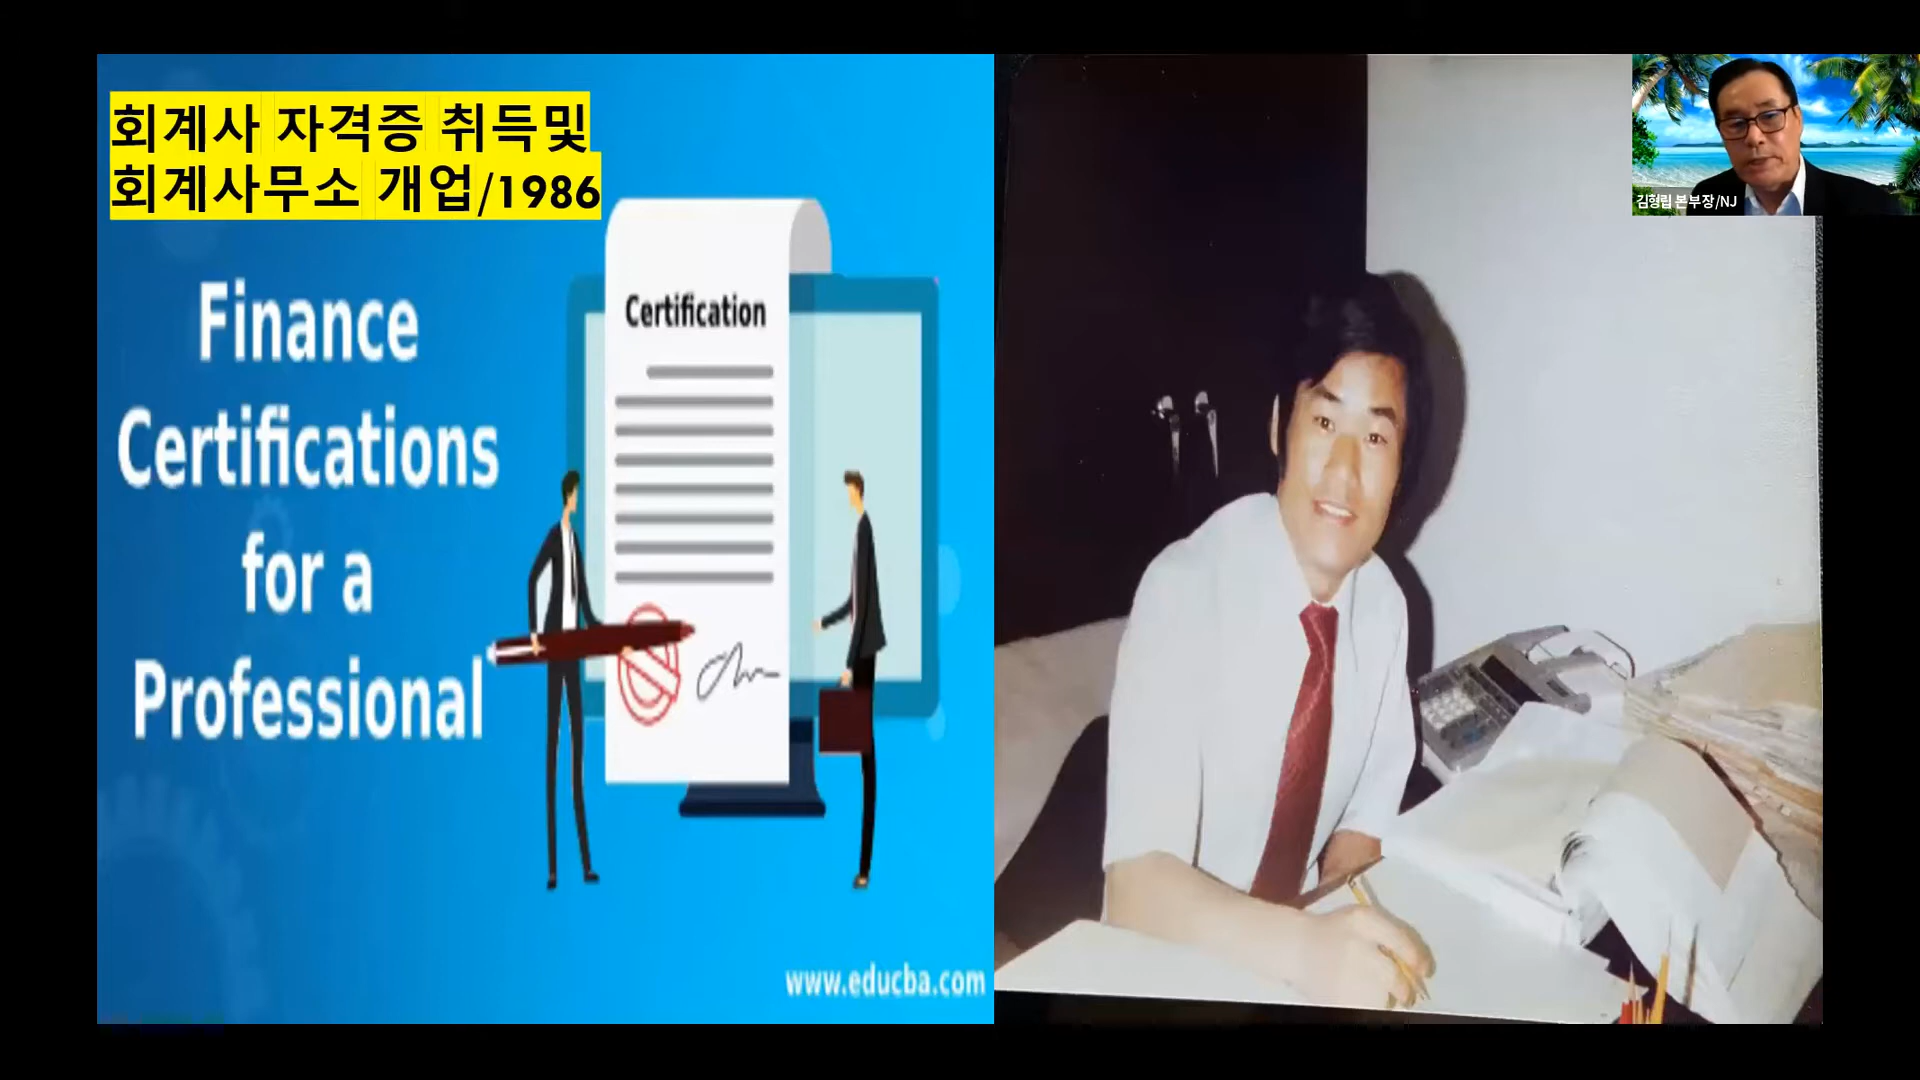 회계사 자격증 취득및
회계사무소 개업/1986
Finance
Certifications
for a
Professional
Certification
www.educba.com
김형립 본부장/NJ